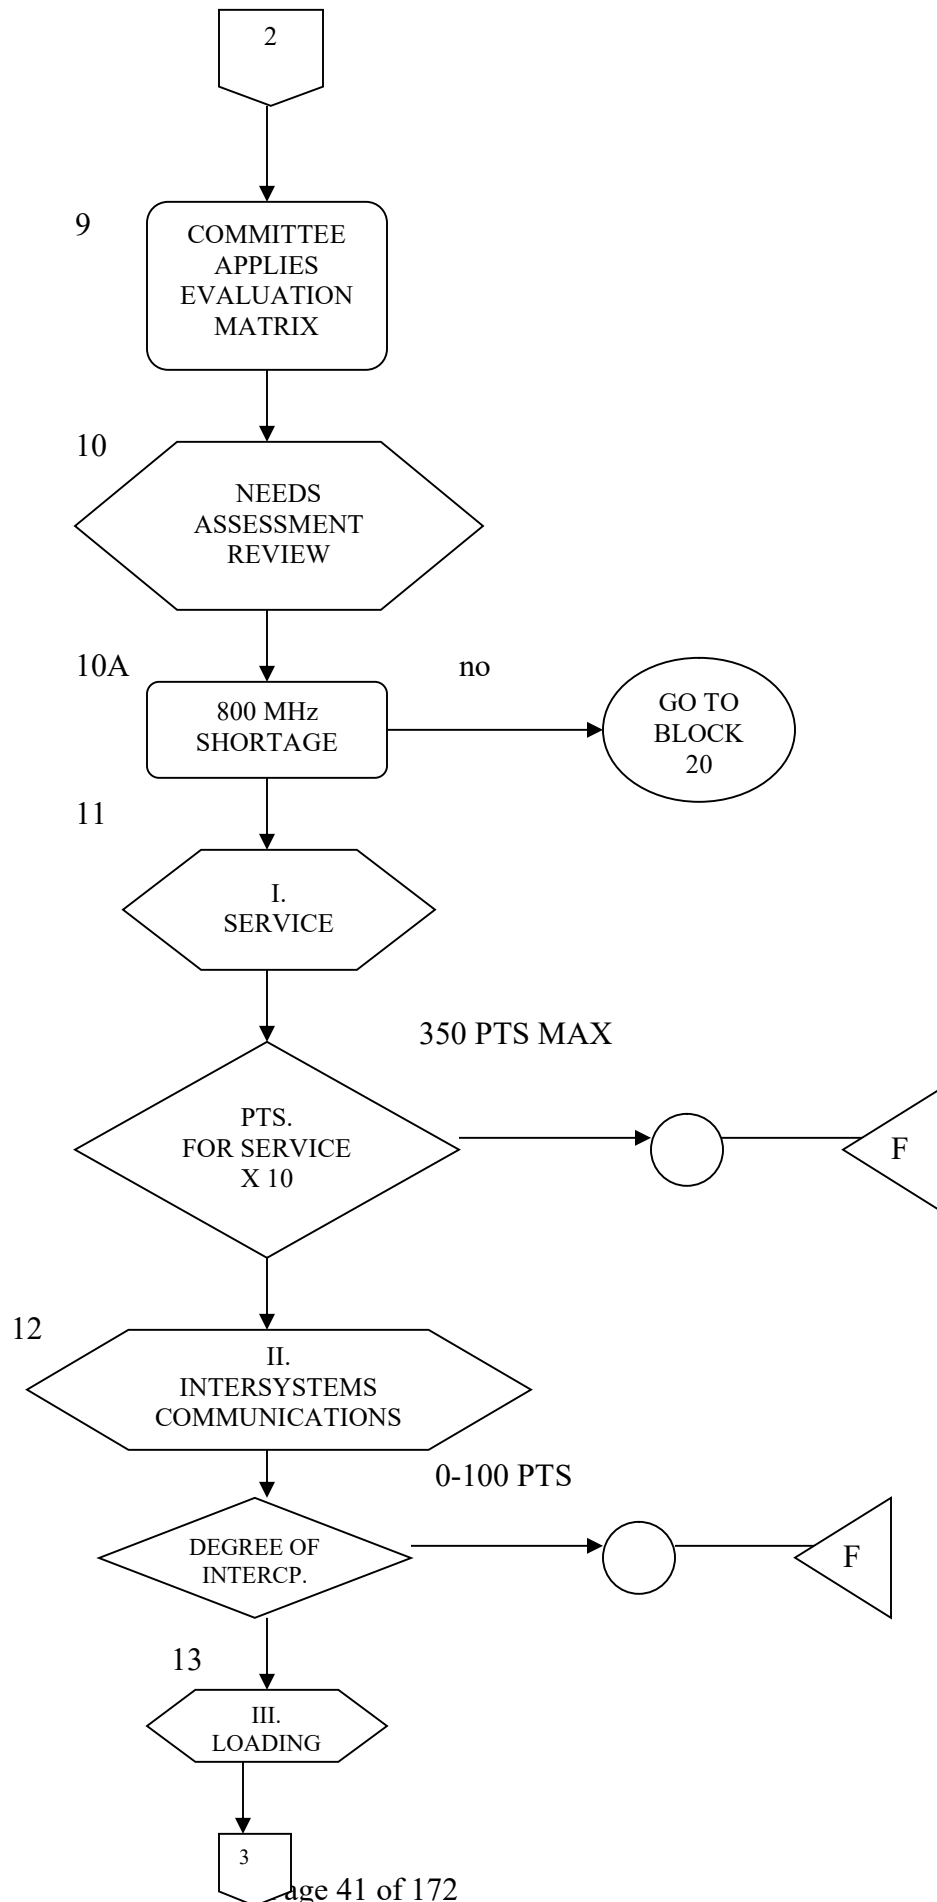 2
9
COMMITTEE
APPLIES
EVALUATION
MATRIX
10
NEEDS
ASSESSMENT
REVIEW
10A
no
800 MHz
SHORTAGE
GO TO
BLOCK
20
11
I.
SERVICE
350 PTS MAX
PTS.
FOR SERVICE
X 10
F
12
II.
INTERSYSTEMS
COMMUNICATIONS
0-100 PTS
DEGREE OF
INTERCP.
F
13
III.
LOADING
3
age 41 of 172